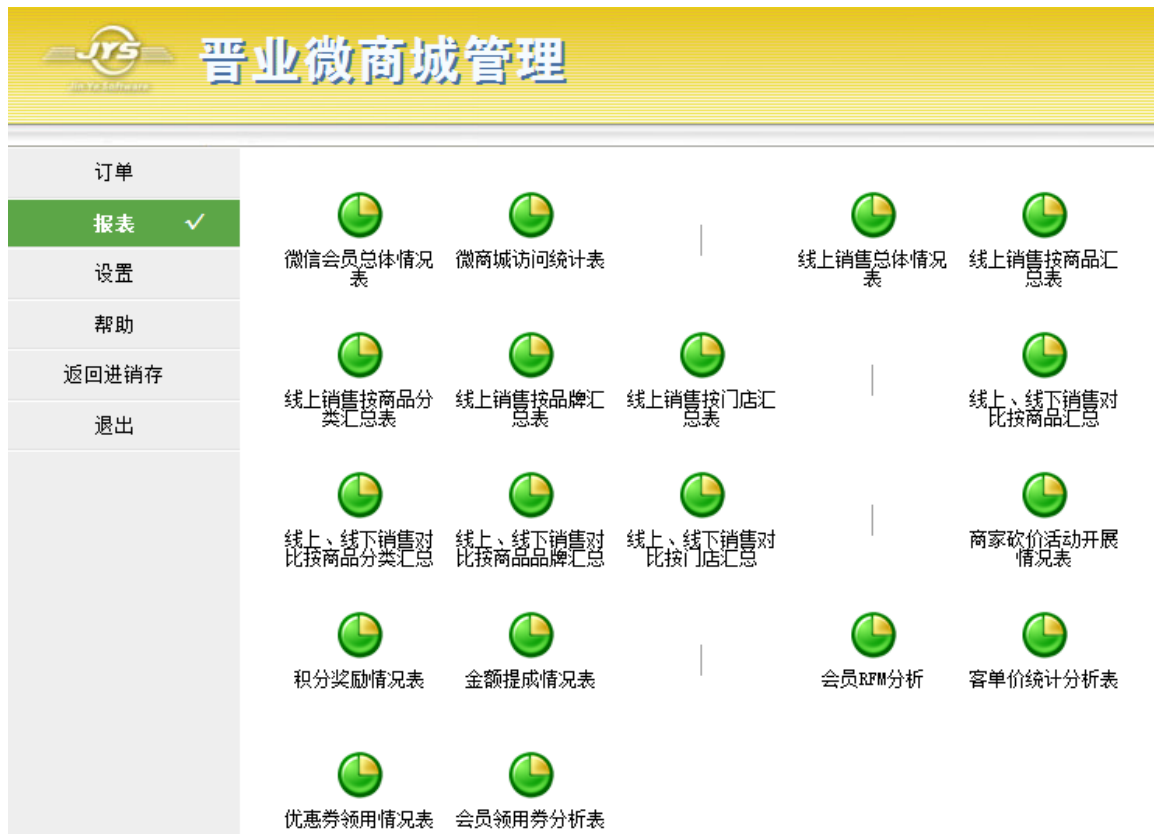 JYS
Jin Ye Software
晋业微商城管理
订单
报表 ✓
设置
帮助
返回进销存
退出
微信会员总体情况
表
微商城访问统计表
线上销售总体情况
表
线上销售按商品汇
总表
线上销售按商品分
类汇总表
线上销售按品牌汇
总表
线上销售按门店汇
总表
线上、线下销售对
比按商品汇总
线上、线下销售对
比按商品分类汇总
线上、线下销售对
比按商品品牌汇总
线上、线下销售对
比按门店汇总
商家砍价活动开展
情况表
积分奖励情况表
金额提成情况表
会员RFM分析
客单价统计分析表
优惠券领用情况表
会员领用券分析表